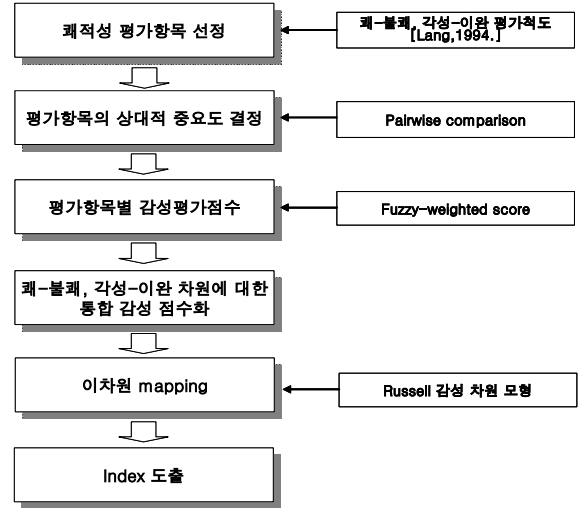 쾌적성 평가항목 선정
쾌-불쾌, 각성-이완 평가척도
[Lang,1994.]
평가항목의 상대적 중요도 결정
Pairwise comparison
평가항목별 감성평가점수
Fuzzy-weighted score
쾌-불쾌, 각성-이완 차원에 대한
통합 감성 점수화
이차원 mapping
Russell 감성 차원 모형
Index 도출